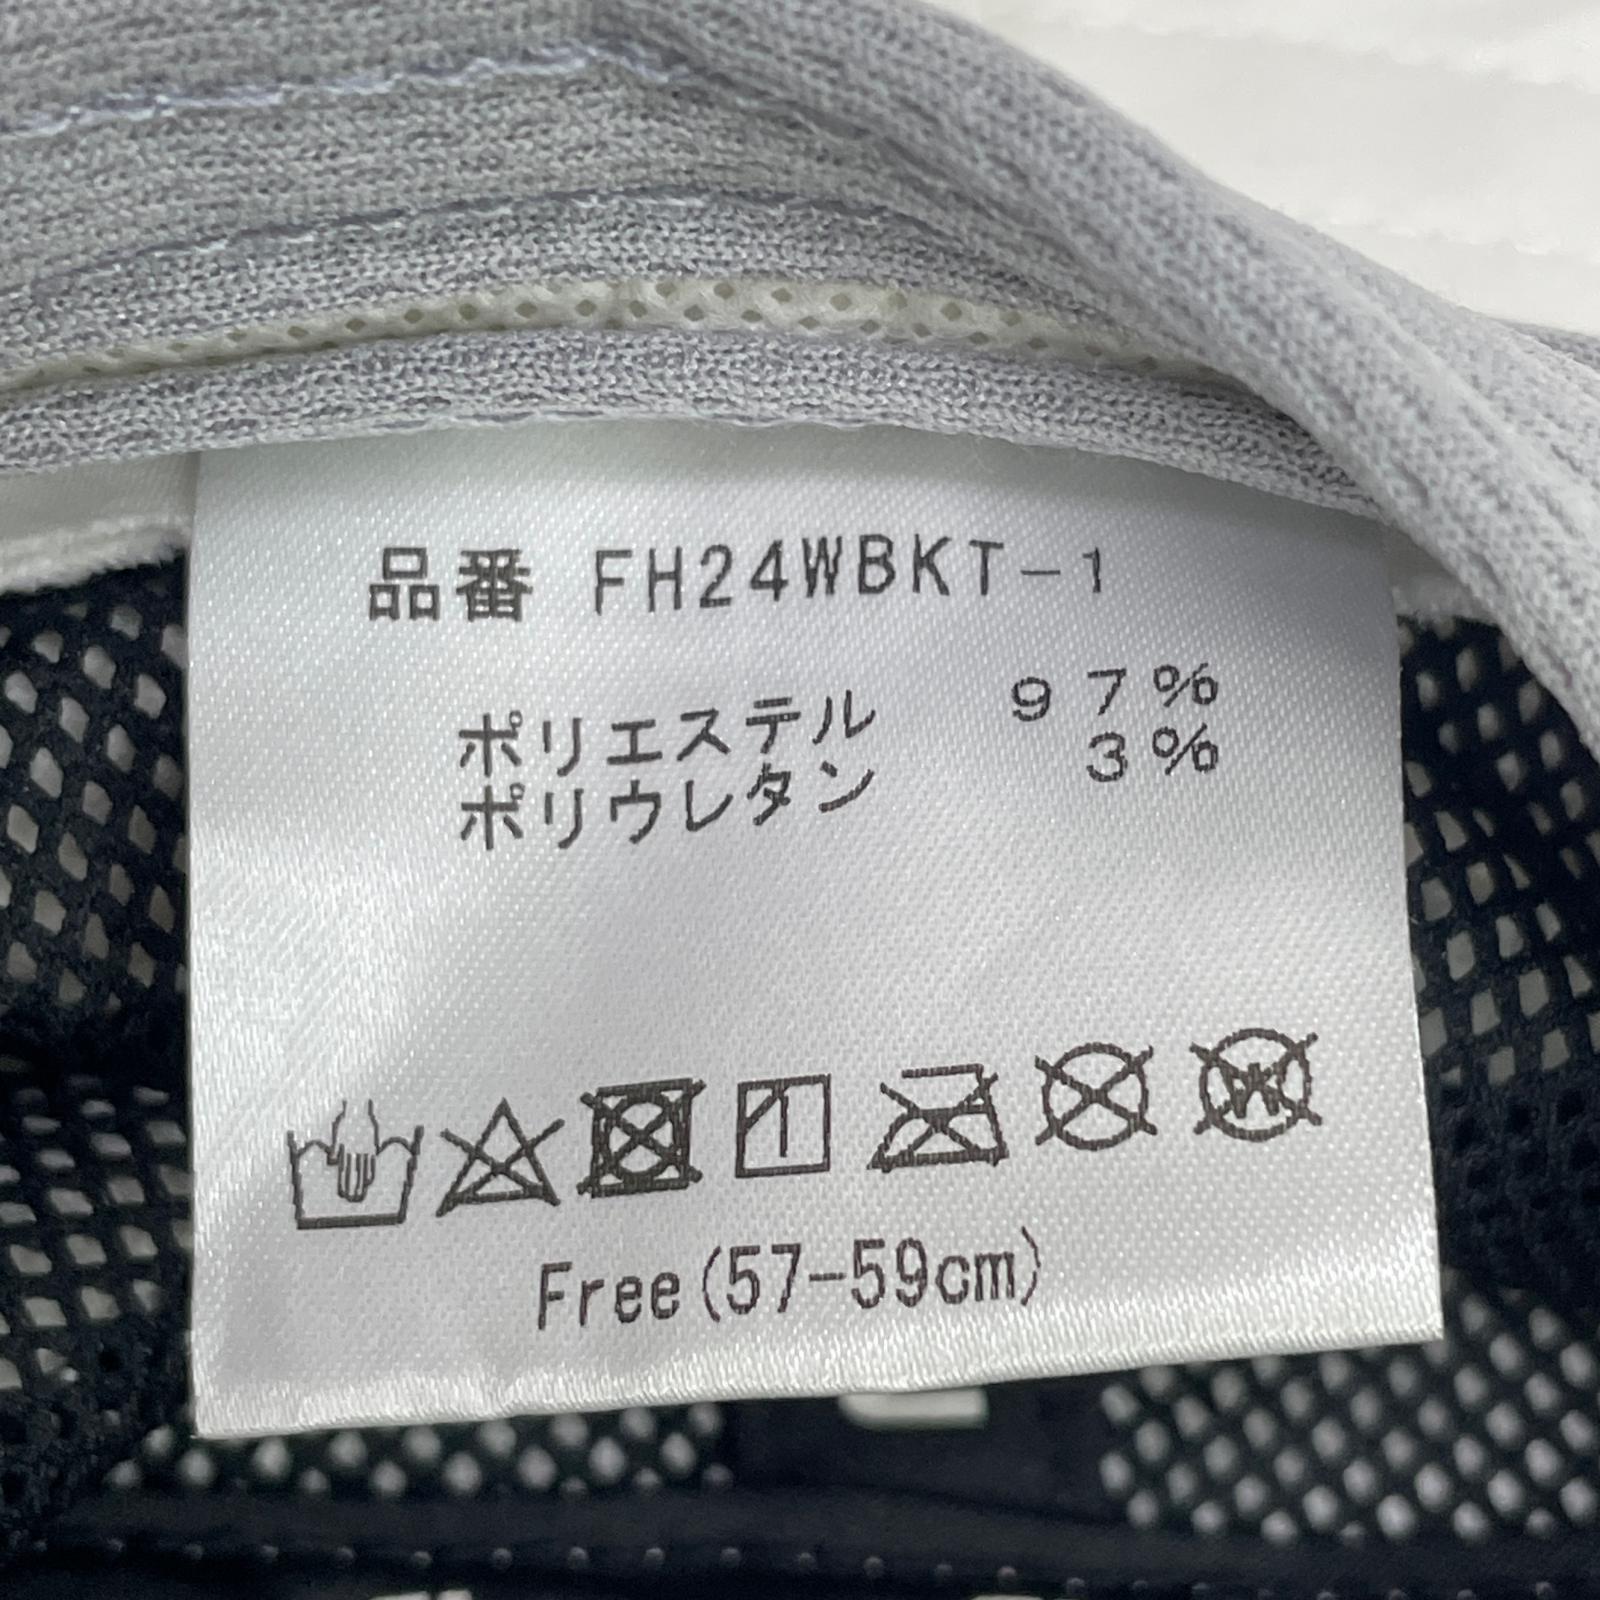 品番 FH24WBKT-1
ポリエステル 97%
ポリウレタン 3%
Free(57-59cm)